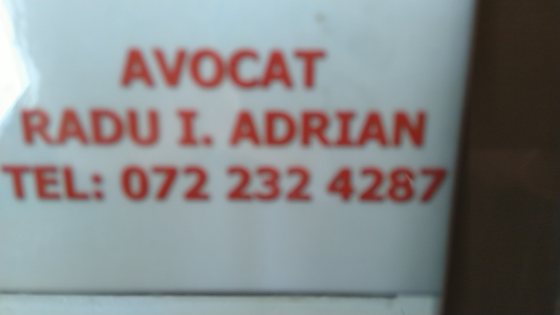 AVOCAT
RADU I. ADRIAN
TEL: 072 232 4287